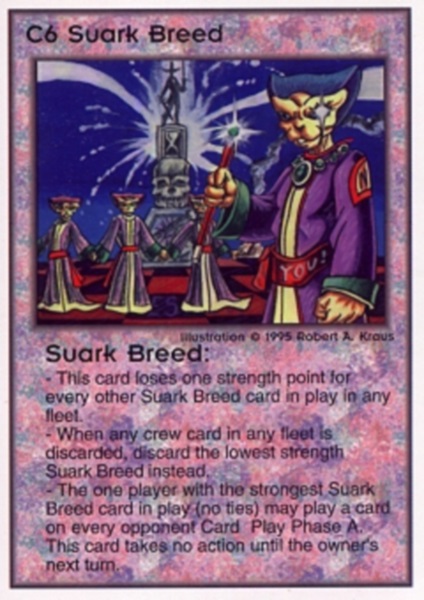 C6 Suark Breed
YOU!
Illustration © 1995 Robert A. Kraus
Suark Breed:
- This card loses one strength point for
every other Suark Breed card in play in any
fleet.
- When any crew card in any fleet is
discarded, discard the lowest strength
Suark Breed instead.
- The one player with the strongest Suark
Breed card in play (no ties) may play a card
on every opponent Card Play Phase A.
This card takes no action until the owner's
next turn.